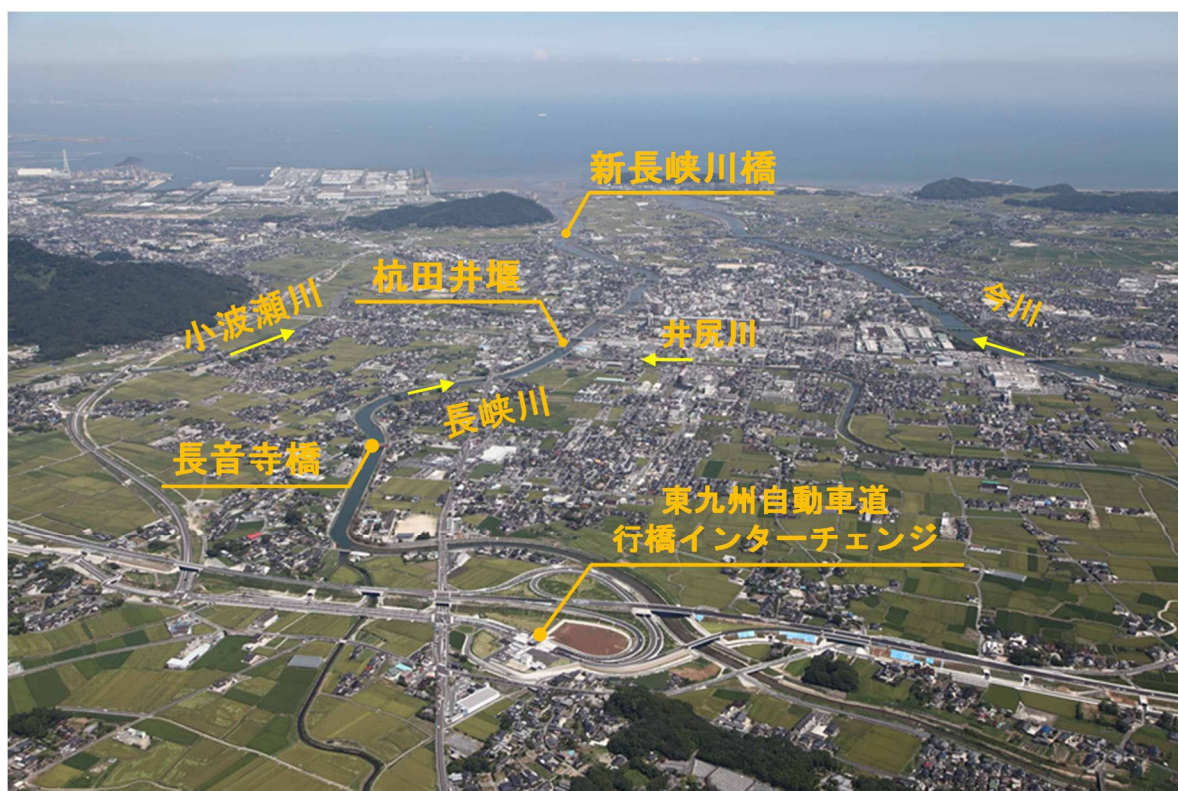 新長峡川橋
杭田井堰
小波瀬川
井尻川
今川
長峡川
長音寺橋
東九州自動車道
行橋インターチェンジ